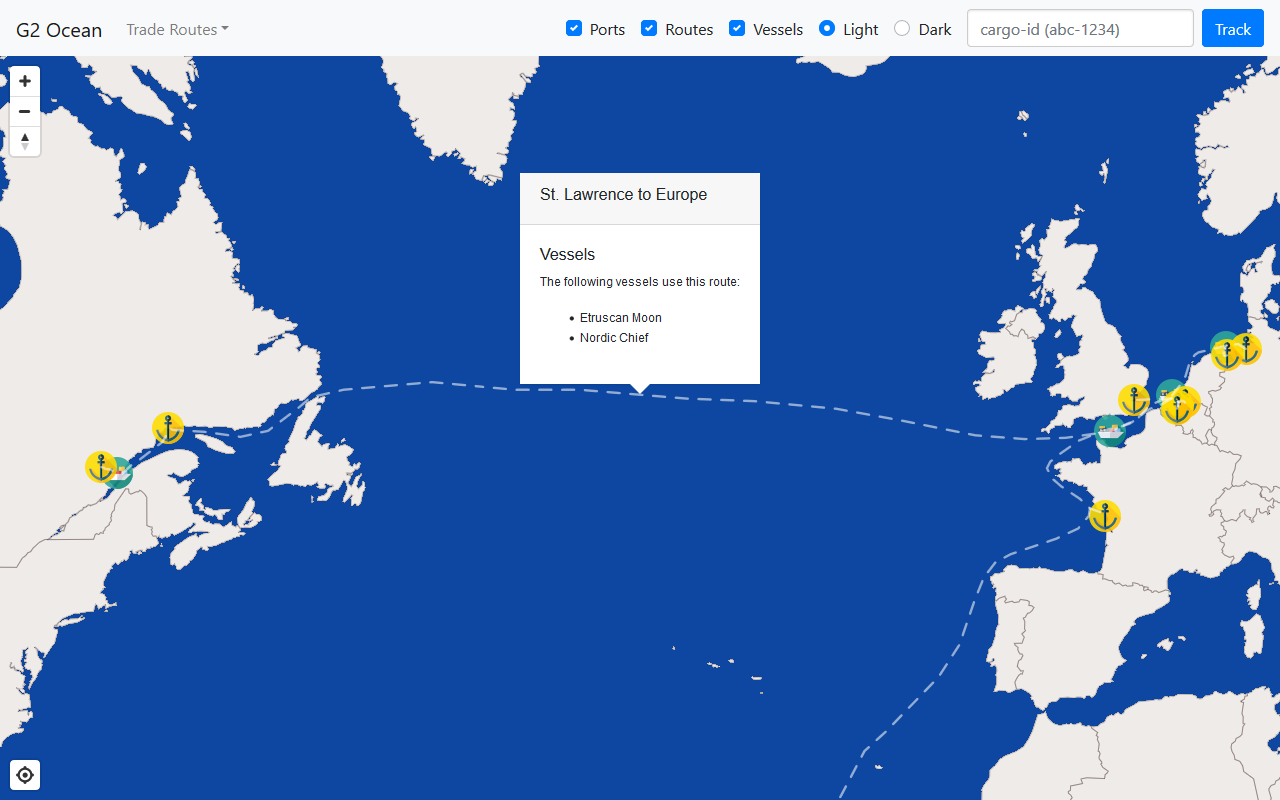 G2 Ocean Trade Routes Ports Routes Vessels Light Dark cargo-id (abc-1234) Track
St. Lawrence to Europe
Vessels
The following vessels use this route:
Etruscan Moon
Nordic Chief